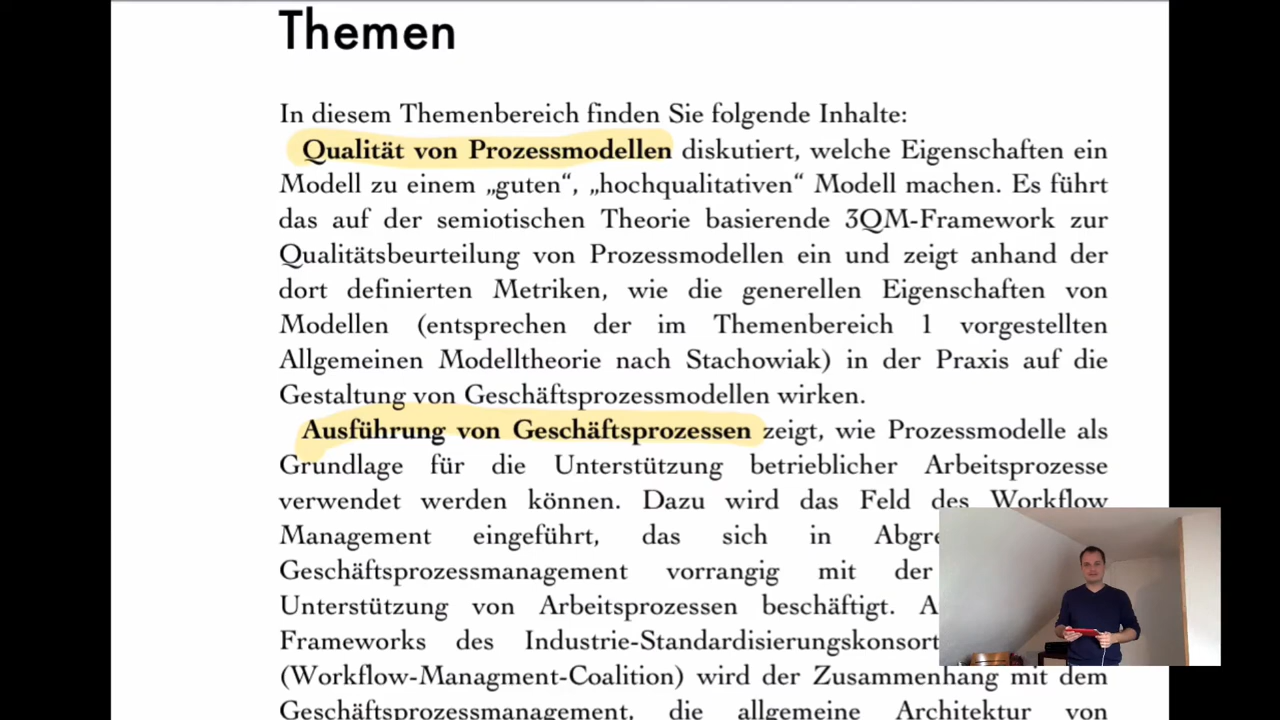 Themen
In diesem Themenbereich finden Sie folgende Inhalte:
Qualität von Prozessmodellen diskutiert, welche Eigenschaften ein
Modell zu einem „guten“, „hochqualitativen“ Modell machen. Es führt
das auf der semiotischen Theorie basierende 3QM-Framework zur
Qualitätsbeurteilung von Prozessmodellen ein und zeigt anhand der
dort definierten Metriken, wie die generellen Eigenschaften von
Modellen (entsprechen der im Themenbereich 1 vorgestellten
Allgemeinen Modelltheorie nach Stachowiak) in der Praxis auf die
Gestaltung von Geschäftsprozessmodellen wirken.
Ausführung von Geschäftsprozessen zeigt, wie Prozessmodelle als
Grundlage für die Unterstützung betrieblicher Arbeitsprozesse
verwendet werden können. Dazu wird das Feld des Workflow
Management eingeführt, das sich in Abgre
Geschäftsprozessmanagement vorrangig mit der
Unterstützung von Arbeitsprozessen beschäftigt. A
Frameworks des Industrie-Standardisierungskonsort
(Workflow-Managment-Coalition) wird der Zusammenhang mit dem
Geschäftsprozessmanagement, die allgemeine Architektur von